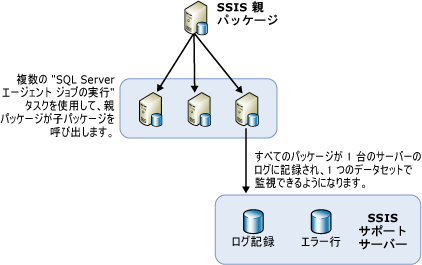 SSIS 親
パッケージ
複数の "SQL Server
エージェント ジョブの実行"
タスクを使用して、親
パッケージが子パッケージを
呼び出します。
すべてのパッケージが 1 台のサーバーの
ログに記録され、1 つのデータセットで
監視できるようになります。
ログ記録
エラー行
SSIS
サポート
サーバー